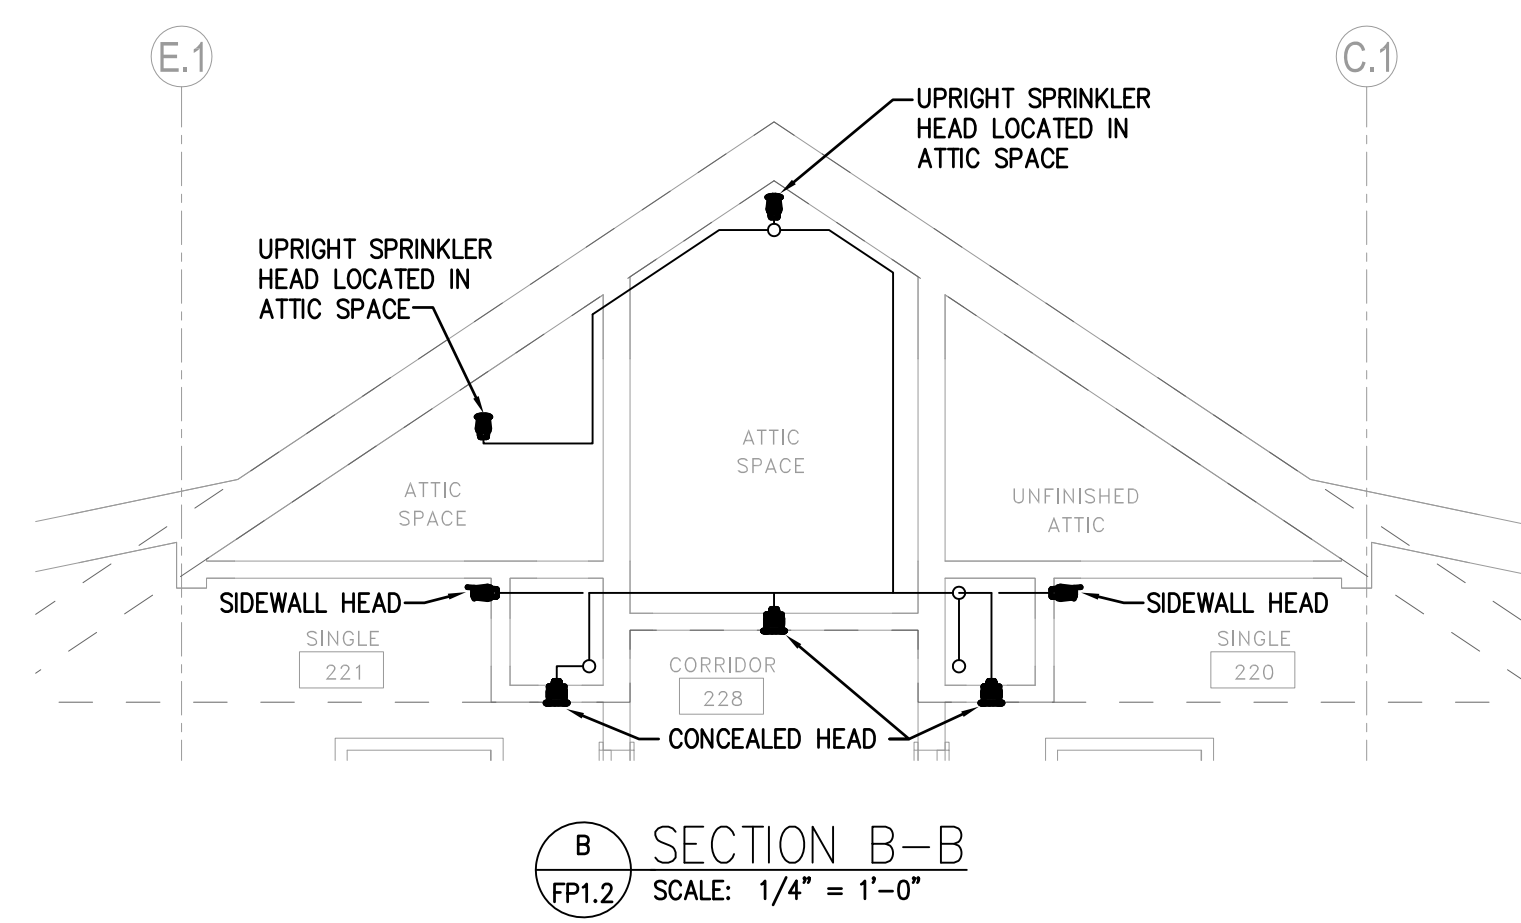 E.1
C.1
UPRIGHT SPRINKLER
HEAD LOCATED IN
ATTIC SPACE
UPRIGHT SPRINKLER
HEAD LOCATED IN
ATTIC SPACE
ATTIC
SPACE
ATTIC
SPACE
UNFINISHED
ATTIC
SIDEWALL HEAD
SIDEWALL HEAD
SINGLE
221
CORRIDOR
228
SINGLE
220
CONCEALED HEAD
B
FP1.2
SECTION B-B
SCALE: 1/4" = 1'-0"